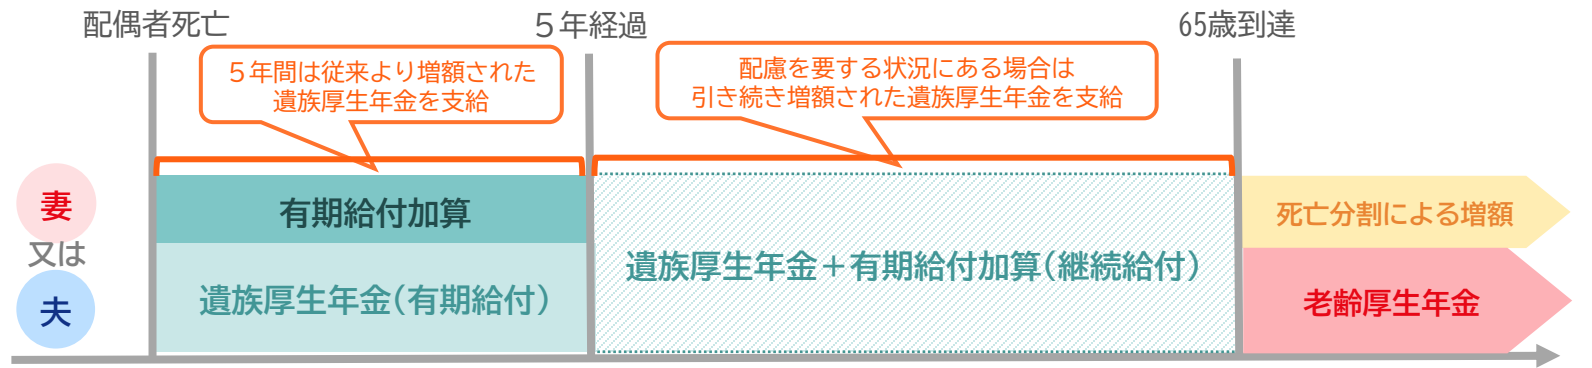 配偶者死亡
５年経過
65歳到達
５年間は従来より増額された
遺族厚生年金を支給
配慮を要する状況にある場合は
引き続き増額された遺族厚生年金を支給
妻
又は
夫
有期給付加算
遺族厚生年金(有期給付)
遺族厚生年金＋有期給付加算(継続給付)
死亡分割による増額
老齢厚生年金